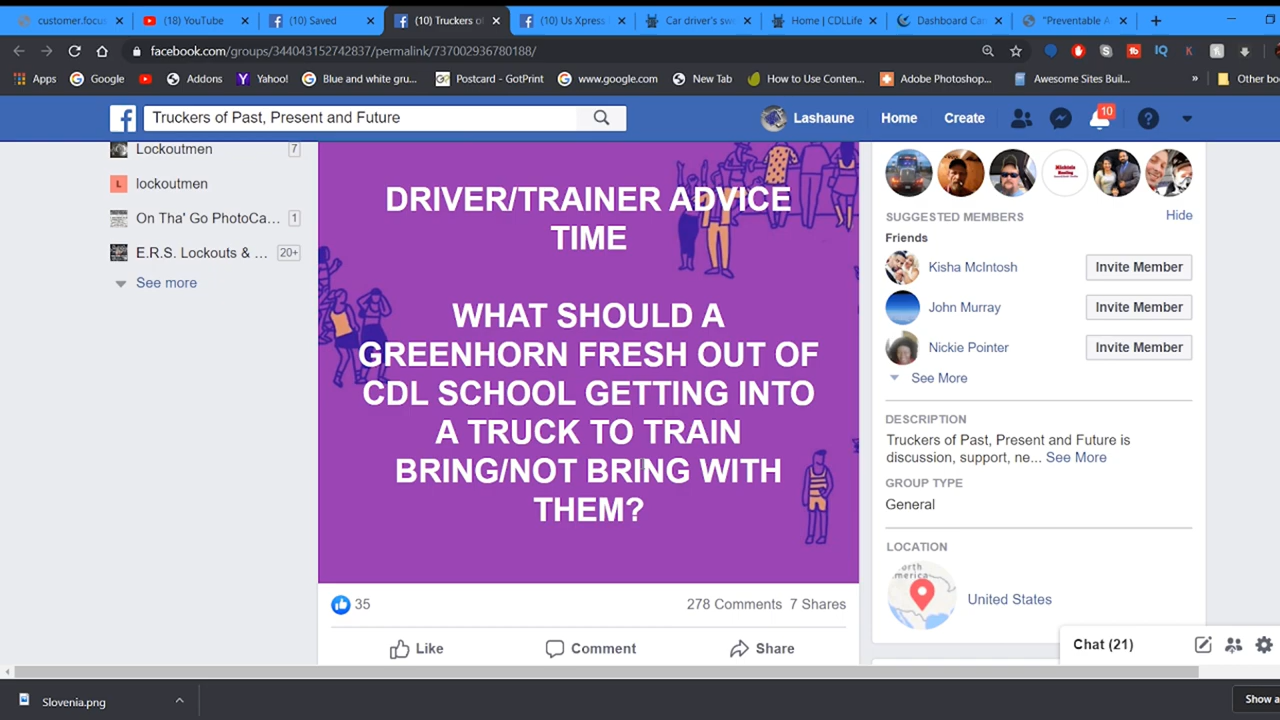 customer.focus
(18) YouTube
(10) Saved
(10) Truckers o
(10) Us Xpress
Car driver's sw
Home | CDLLife
Dashboard Can
"Preventable A
facebook.com/groups/344043152742837/permalink/737002936780188/
Apps
Google
Addons
Yahoo!
Blue and white gru...
Postcard - GotPrint
www.google.com
New Tab
How to Use Conten...
Adobe Photoshop...
Awesome Sites Buil...
»
Other bo
Truckers of Past, Present and Future
Lashaune
Home
Create
10
Lockoutmen
7
L
lockoutmen
On Tha' Go PhotoCa...
1
E.R.S. Lockouts & ...
20+
See more
DRIVER/TRAINER ADVICE
TIME
WHAT SHOULD A
GREENHORN FRESH OUT OF
CDL SCHOOL GETTING INTO
A TRUCK TO TRAIN
BRING/NOT BRING WITH
THEM?
35
278 Comments 7 Shares
Like
Comment
Share
SUGGESTED MEMBERS
Hide
Friends
Kisha McIntosh
Invite Member
John Murray
Invite Member
Nickie Pointer
Invite Member
See More
DESCRIPTION
Truckers of Past, Present and Future is
discussion, support, ne... See More
GROUP TYPE
General
LOCATION
orth
merica
United States
Chat (21)
Slovenia.png
Show a